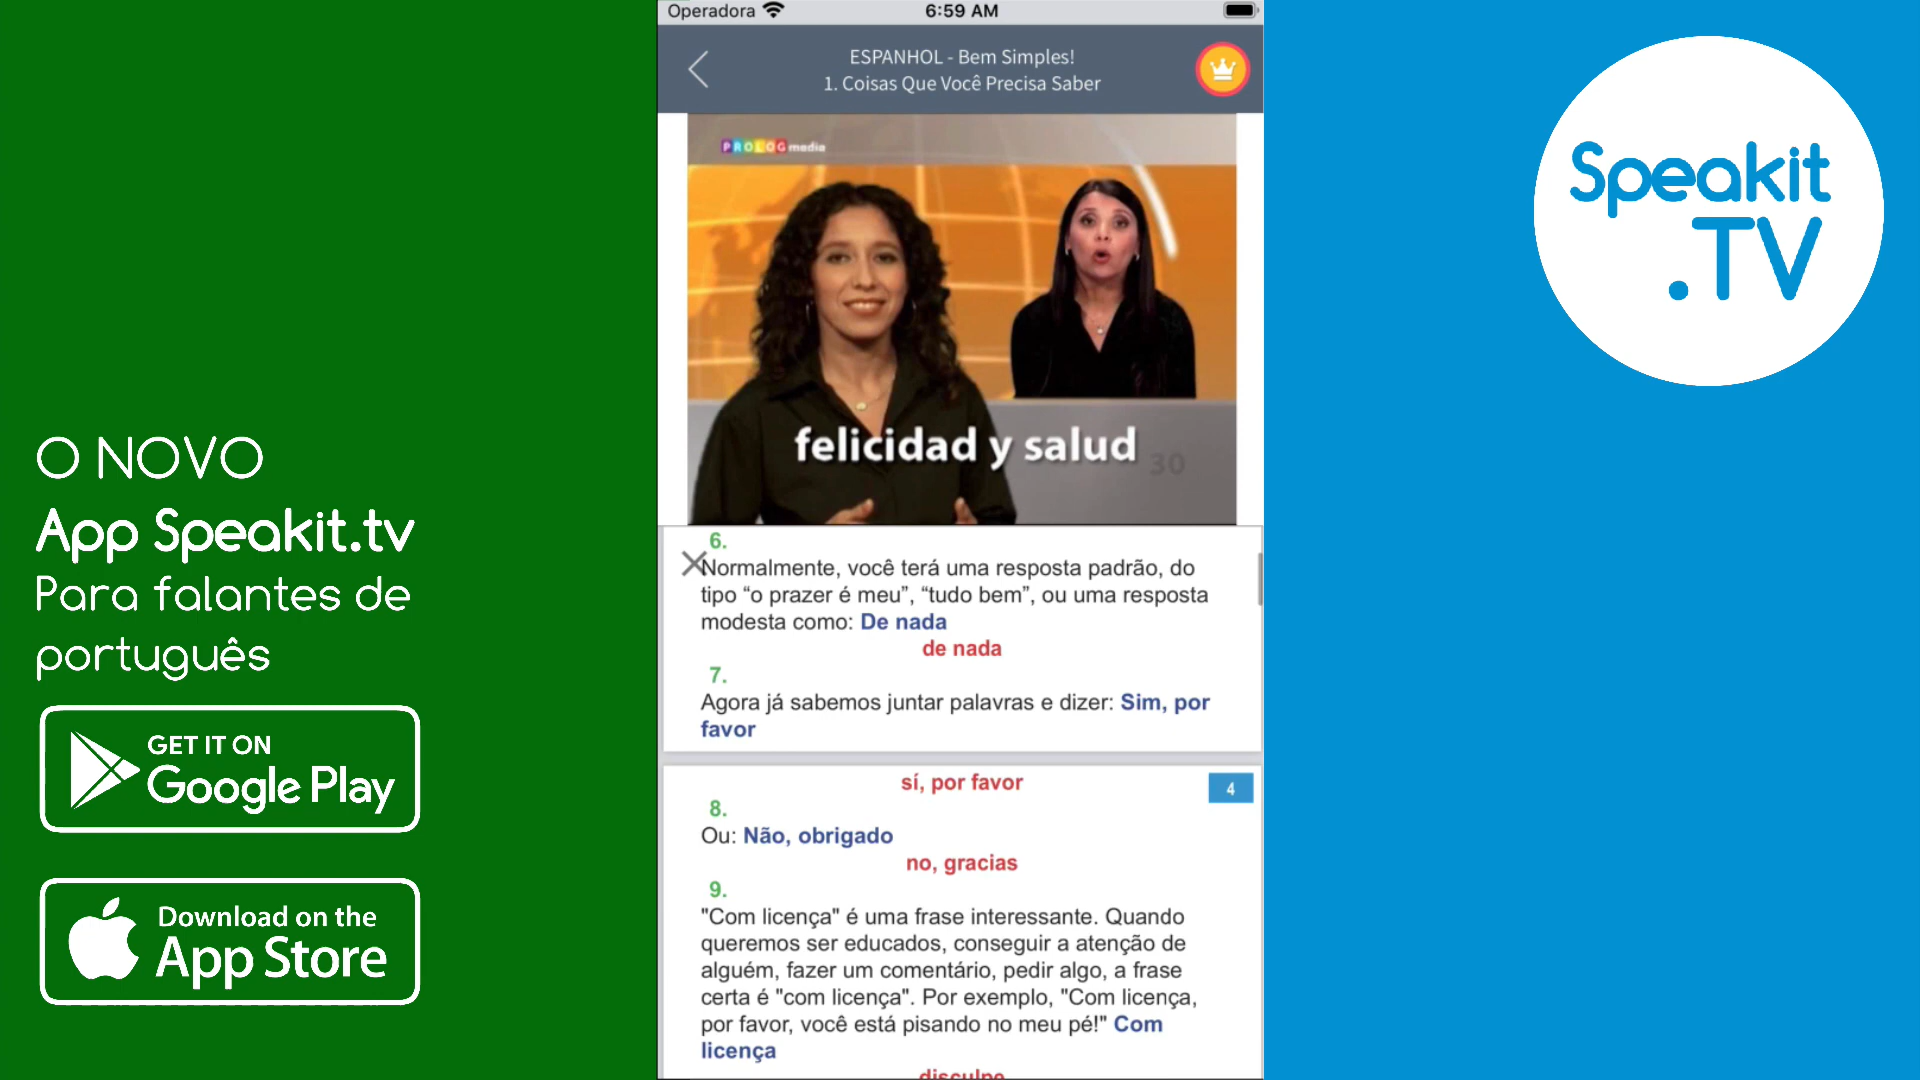 O NOVO
App Speakit.tv
Para falantes de
português
GET IT ON
Google Play
Download on the
App Store
Operadora
6:59 AM
ESPANHOL - Bem Simples!
1. Coisas Que Você Precisa Saber
PROLOG media
felicidad y salud
30
6.
Normalmente, você terá uma resposta padrão, do
tipo “o prazer é meu”, “tudo bem”, ou uma resposta
modesta como: De nada
de nada
7.
Agora já sabemos juntar palavras e dizer: Sim, por
favor
sí, por favor
4
8.
Ou: Não, obrigado
no, gracias
9.
"Com licença" é uma frase interessante. Quando
queremos ser educados, conseguir a atenção de
alguém, fazer um comentário, pedir algo, a frase
certa é "com licença". Por exemplo, "Com licença,
por favor, você está pisando no meu pé!" Com
licença
disculpe
Speakit
.TV